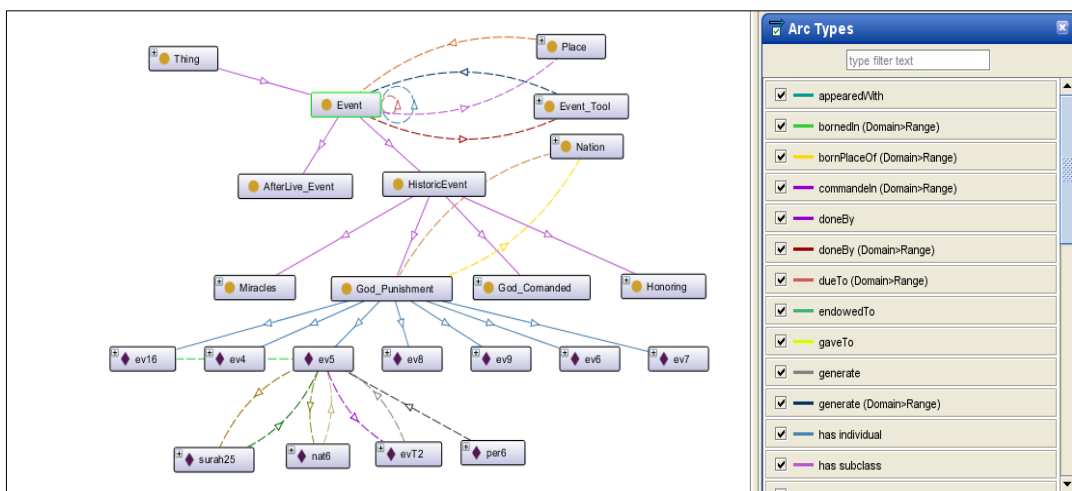 Thing
Place
Event
Event_Tool
Nation
AfterLive_Event
HistoricEvent
Miracles
God_Punishment
God_Comanded
Honoring
ev16
ev4
ev5
ev8
ev9
ev6
ev7
surah25
nat6
evT2
per6
Arc Types
type filter text
appearedWith
bornedIn (Domain>Range)
bornPlaceOf (Domain>Range)
commandeIn (Domain>Range)
doneBy
doneBy (Domain>Range)
dueTo (Domain>Range)
endowedTo
gaveTo
generate
generate (Domain>Range)
has individual
has subclass